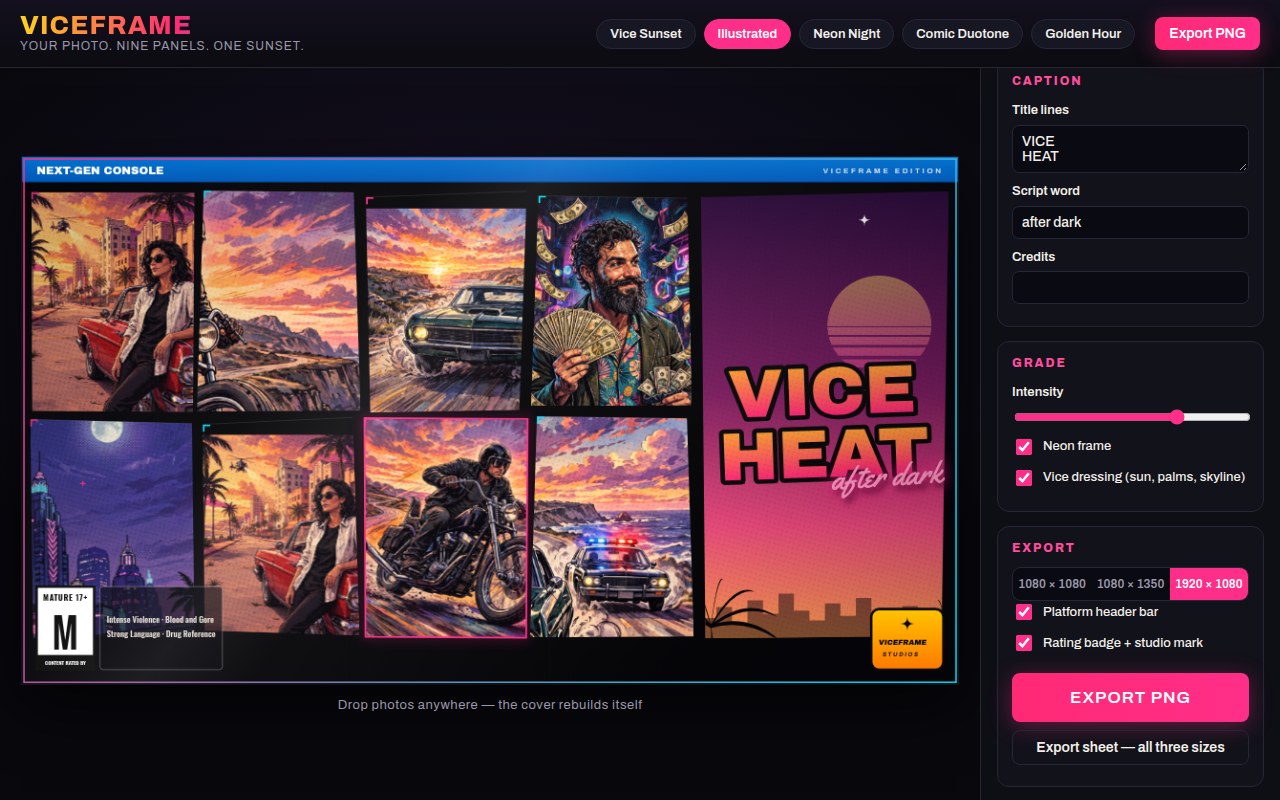 VICEFRAME
YOUR PHOTO. NINE PANELS. ONE SUNSET.
Vice Sunset
Illustrated
Neon Night
Comic Duotone
Golden Hour
Export PNG
NEXT-GEN CONSOLE
VICEFRAME EDITION
VICE
HEAT
after dark
MATURE 17+
M
CONTENT RATED BY
Intense Violence · Blood and Gore
Strong Language · Drug Reference
VICEFRAME
STUDIOS
Drop photos anywhere — the cover rebuilds itself
CAPTION
Title lines
VICE
HEAT
Script word
after dark
Credits
GRADE
Intensity
Neon frame
Vice dressing (sun, palms, skyline)
EXPORT
1080 × 1080
1080 × 1350
1920 × 1080
Platform header bar
Rating badge + studio mark
EXPORT PNG
Export sheet — all three sizes